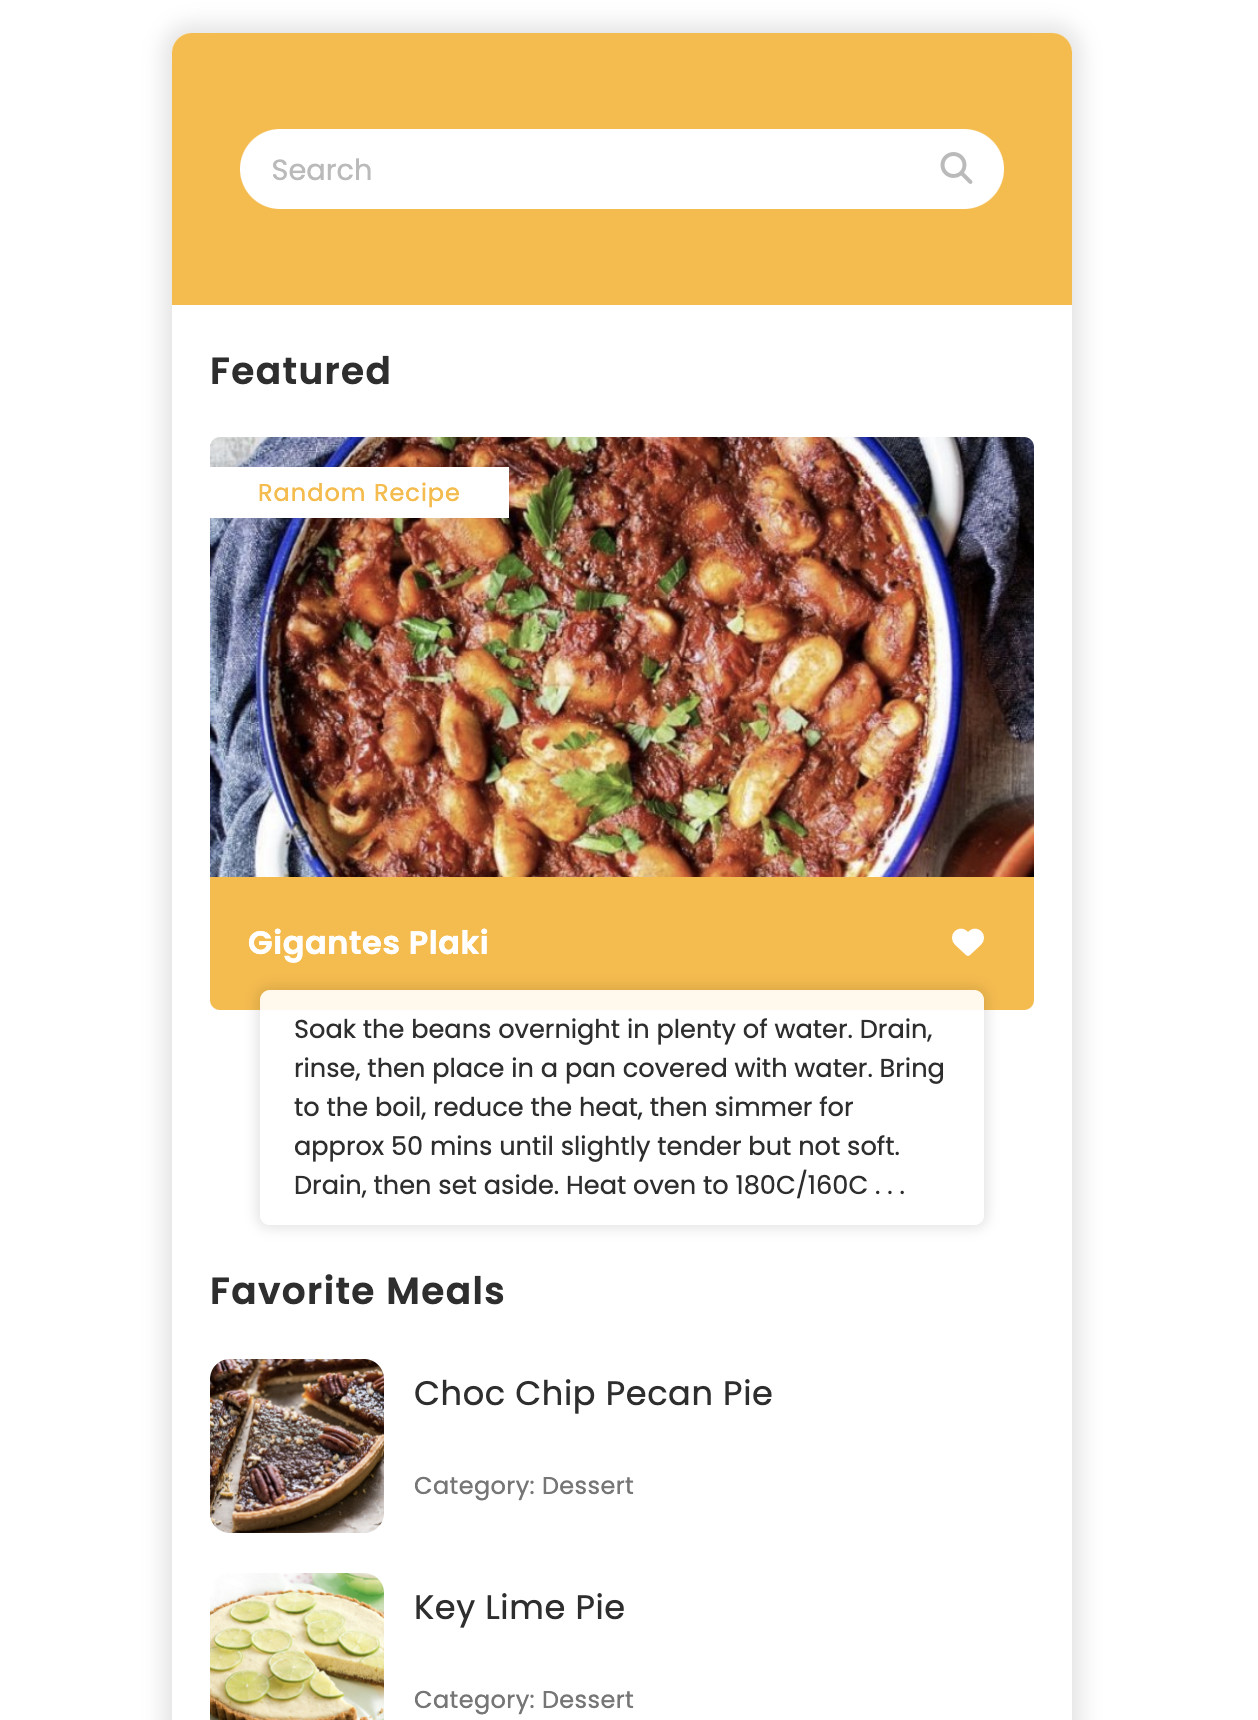 Search
Featured
Random Recipe
Gigantes Plaki
Soak the beans overnight in plenty of water. Drain,
rinse, then place in a pan covered with water. Bring
to the boil, reduce the heat, then simmer for
approx 50 mins until slightly tender but not soft.
Drain, then set aside. Heat oven to 180C/160C . . .
Favorite Meals
Choc Chip Pecan Pie
Category: Dessert
Key Lime Pie
Category: Dessert